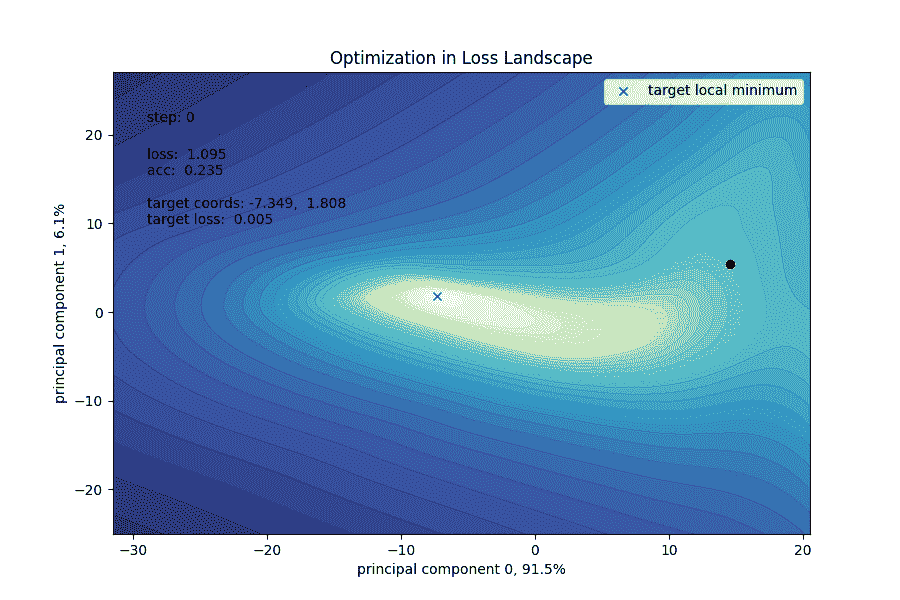 Optimization in Loss Landscape
target local minimum
step: 0
loss: 1.095
acc: 0.235
target coords: -7.349, 1.808
target loss: 0.005
principal component 1, 6.1%
20
10
0
−10
−20
−30
−20
−10
0
10
20
principal component 0, 91.5%